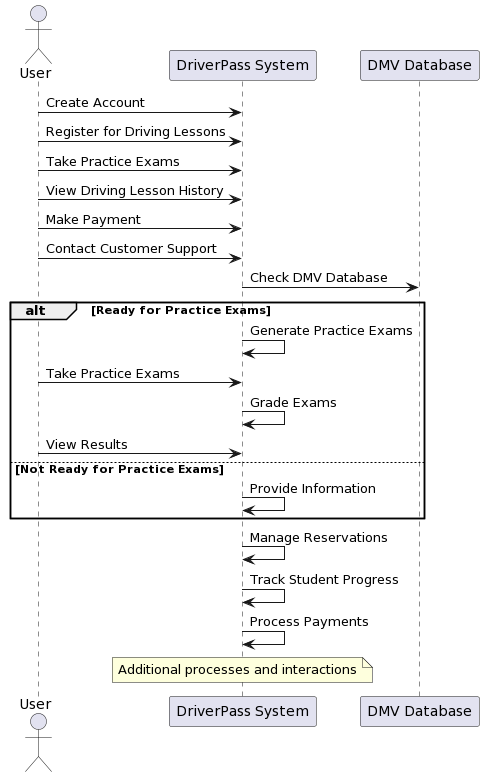 User
DriverPass System
DMV Database
Create Account
Register for Driving Lessons
Take Practice Exams
View Driving Lesson History
Make Payment
Contact Customer Support
Check DMV Database
alt
[Ready for Practice Exams]
Generate Practice Exams
Take Practice Exams
Grade Exams
View Results
[Not Ready for Practice Exams]
Provide Information
Manage Reservations
Track Student Progress
Process Payments
Additional processes and interactions
User
DriverPass System
DMV Database